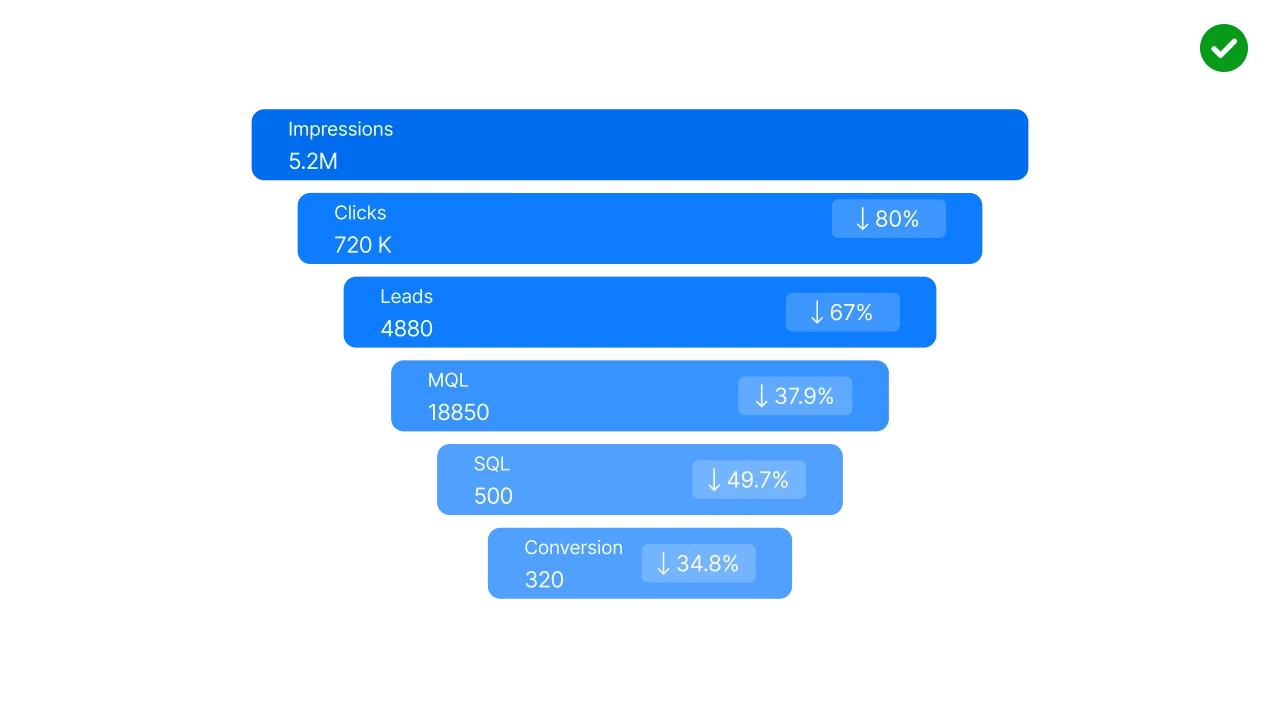 Impressions
5.2M
Clicks
720 K
↓ 80%
Leads
4880
↓ 67%
MQL
18850
↓ 37.9%
SQL
500
↓ 49.7%
Conversion
320
↓ 34.8%